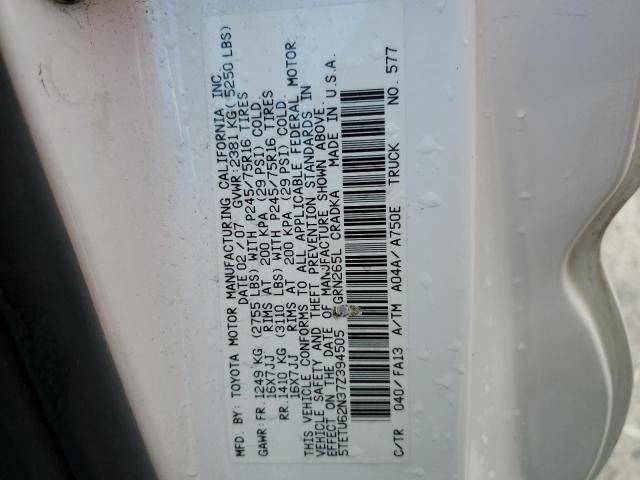 MFD. BY: TOYOTA MOTOR MANUFACTURING CALIFORNIA, INC.
DATE 02 / 07 GVWR: 2381 KG( 5250 LBS)
GAWR: FR. 1249 KG (2755 LBS) WITH P245/75R16 TIRES
16X7JJ RIMS AT 200 KPA (29 PSI) COLD.
RR. 1410 KG (3110 LBS) WITH P245/75R16 TIRES
16X7JJ RIMS AT 200 KPA (29 PSI) COLD.
THIS VEHICLE CONFORMS TO ALL APPLICABLE FEDERAL MOTOR
VEHICLE SAFETY AND THEFT PREVENTION STANDARDS IN
EFFECT ON THE DATE OF MANUFACTURE SHOWN ABOVE.
5TETU62N37Z394505 GRN265L CRADKA MADE IN U.S.A.
C/TR 040/ FA13 A/TM A04A/ A750E TRUCK NO. 577